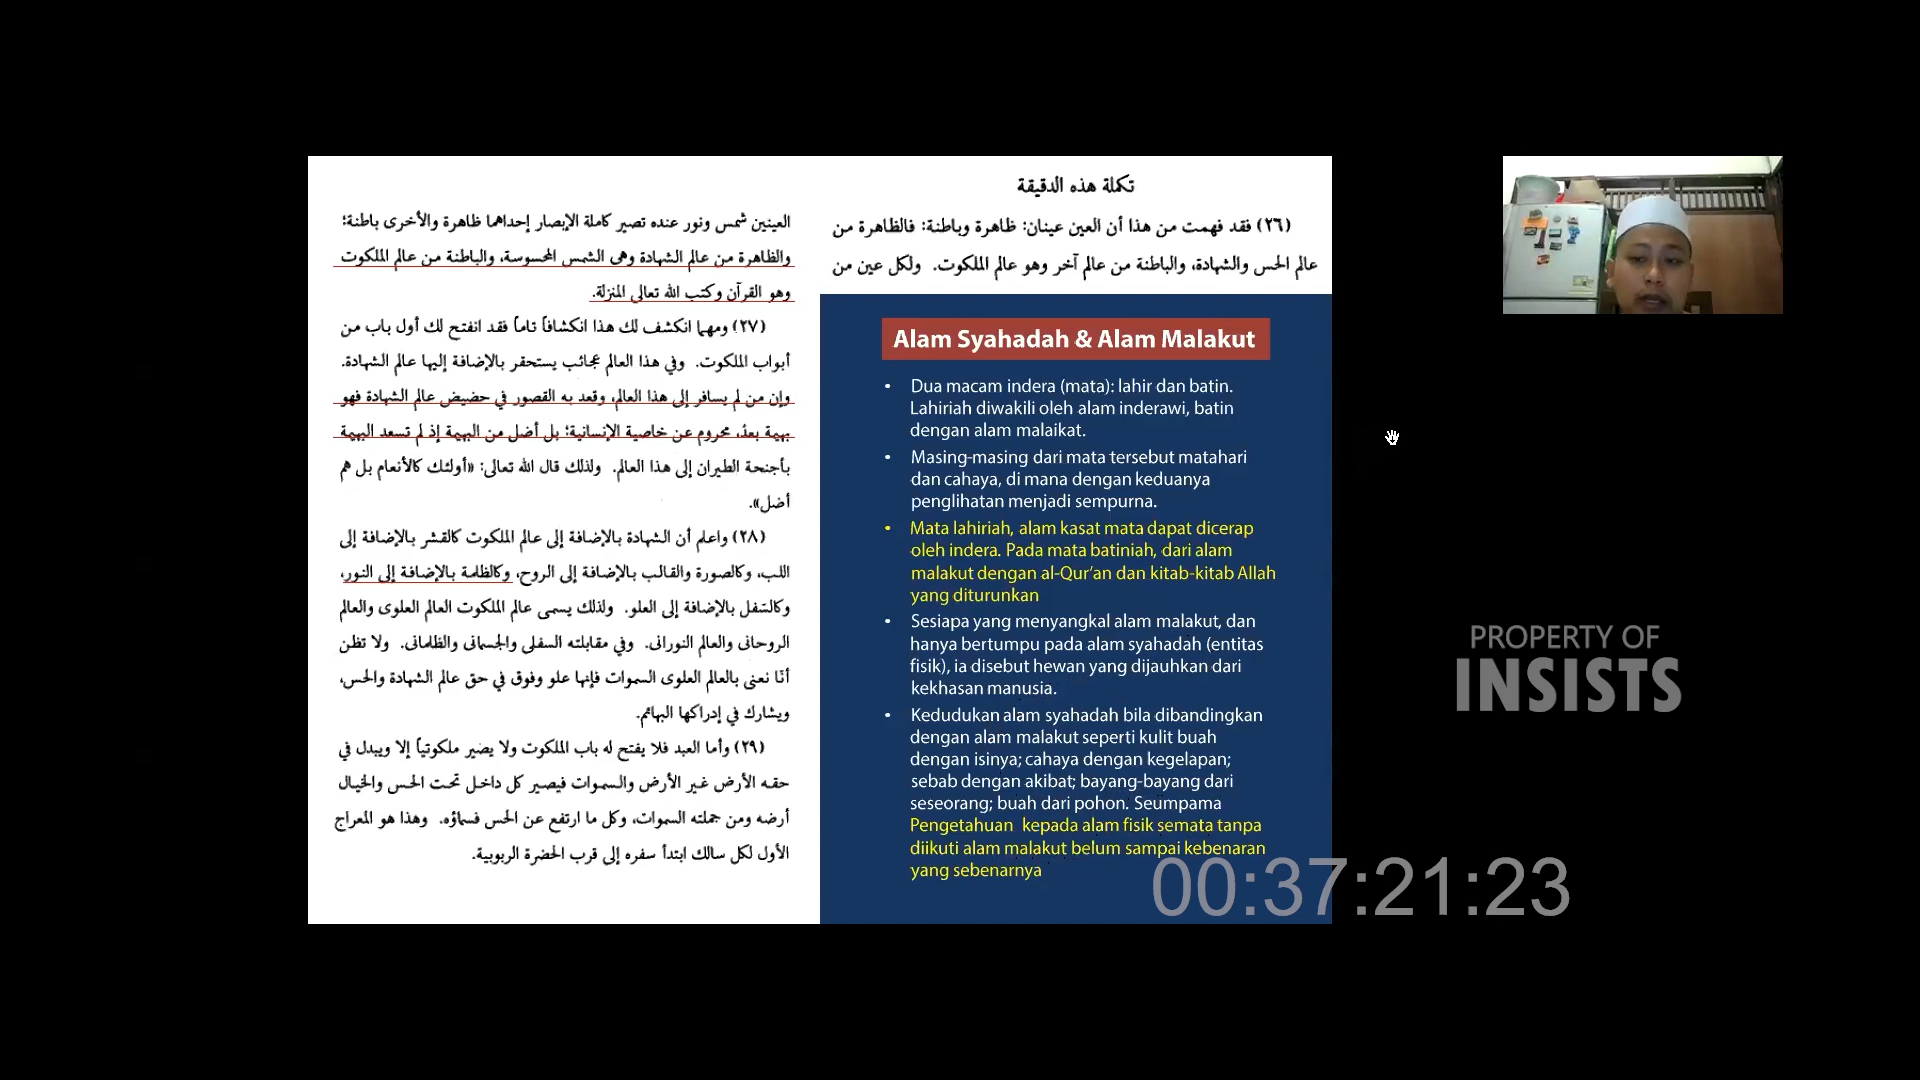 تكملة هذه الدقيقة
(٢٦) فقد فهمت من هذا أن العين عينان: ظاهرة وباطنة: فالظاهرة من
عالم الحس والشهادة، والباطنة من عالم آخر وهو عالم الملكوت. ولكل عين من
العينين شمس ونور عنده تصير كاملة الإبصار إحداهما ظاهرة والأخرى باطنة؛
والظاهرة من عالم الشهادة وهى الشمس المحسوسة، والباطنة من عالم الملكوت
وهو القرآن وكتب الله تعالى المنزلة.
(٢٧) ومهما انكشف لك هذا انكشافاً تاماً فقد انفتح لك أول باب من
أبواب الملكوت. وفي هذا العالم عجائب يستحقر بالإضافة إليها عالم الشهادة.
وإن من لم يسافر إلى هذا العالم، وقعد به القصور في حضيض عالم الشهادة فهو
بهيمة بعدُ، محروم عن خاصية الإنسانية؛ بل أضل من البهيمة إذ لم تسعد البهيمة
بأجنحة الطيران إلى هذا العالم. ولذلك قال الله تعالى: «أولئك كالأنعام بل هم
أضل».
(٢٨) واعلم أن الشهادة بالإضافة إلى عالم الملكوت كالقشر بالإضافة إلى
اللب، وكالصورة والقالب بالإضافة إلى الروح، وكالظلمة بالإضافة إلى النور،
وكالسّفل بالإضافة إلى العلو. ولذلك يسمى عالم الملكوت العالم العلوى والعالم
الروحانى والعالم النورانى. وفي مقابلته السفلى والجسمانى والظلمانى. ولا تظن
أنّا نعنى بالعالم العلوى السموات فإنها علو وفوق في حق عالم الشهادة والحس،
ويشارك في إدراكها البهائم.
(٢٩) وأما العبد فلا يفتح له باب الملكوت ولا يصير ملكوتياً إلا ويبدل في
حقه الأرض غير الأرض والسموات فيصير كل داخل تحت الحس والخيال
أرضه ومن جملته السموات، وكل ما ارتفع عن الحس فسماؤه. وهذا هو المعراج
الأول لكل سالك ابتدأ سفره إلى قرب الحضرة الربوبية.
Alam Syahadah & Alam Malakut
• Dua macam indera (mata): lahir dan batin.
Lahiriah diwakili oleh alam inderawi, batin
dengan alam malaikat.
• Masing-masing dari mata tersebut matahari
dan cahaya, di mana dengan keduanya
penglihatan menjadi sempurna.
• Mata lahiriah, alam kasat mata dapat dicerap
oleh indera. Pada mata batiniah, dari alam
malakut dengan al-Qur’an dan kitab-kitab Allah
yang diturunkan
• Sesiapa yang menyangkal alam malakut, dan
hanya bertumpu pada alam syahadah (entitas
fisik), ia disebut hewan yang dijauhkan dari
kekhasan manusia.
• Kedudukan alam syahadah bila dibandingkan
dengan alam malakut seperti kulit buah
dengan isinya; cahaya dengan kegelapan;
sebab dengan akibat; bayang-bayang dari
seseorang; buah dari pohon. Seumpama
Pengetahuan kepada alam fisik semata tanpa
diikuti alam malakut belum sampai kebenaran
yang sebenarnya
PROPERTY OF
INSISTS
00:37:21:23